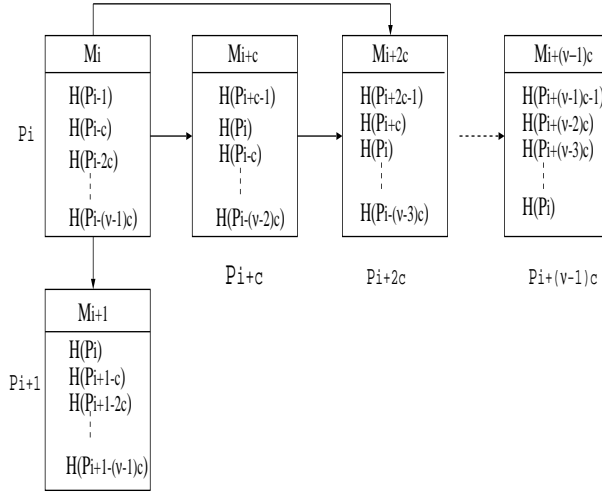 Mi Mi+c Mi+2c Mi+(ν−1)c
H(Pi-1) H(Pi+c-1) H(Pi+2c-1) H(Pi+(ν-1)c-1)
Pi H(Pi-c) H(Pi) H(Pi+c) H(Pi+(ν-2)c)
H(Pi-2c) H(Pi-c) H(Pi) H(Pi+(ν-3)c)
H(Pi-(ν-1)c) H(Pi-(ν-2)c) H(Pi-(ν-3)c) H(Pi)
Pi+c Pi+2c Pi+(ν-1)c
Mi+1
H(Pi)
Pi+1 H(Pi+1-c)
H(Pi+1-2c)
H(Pi+1-(ν-1)c)